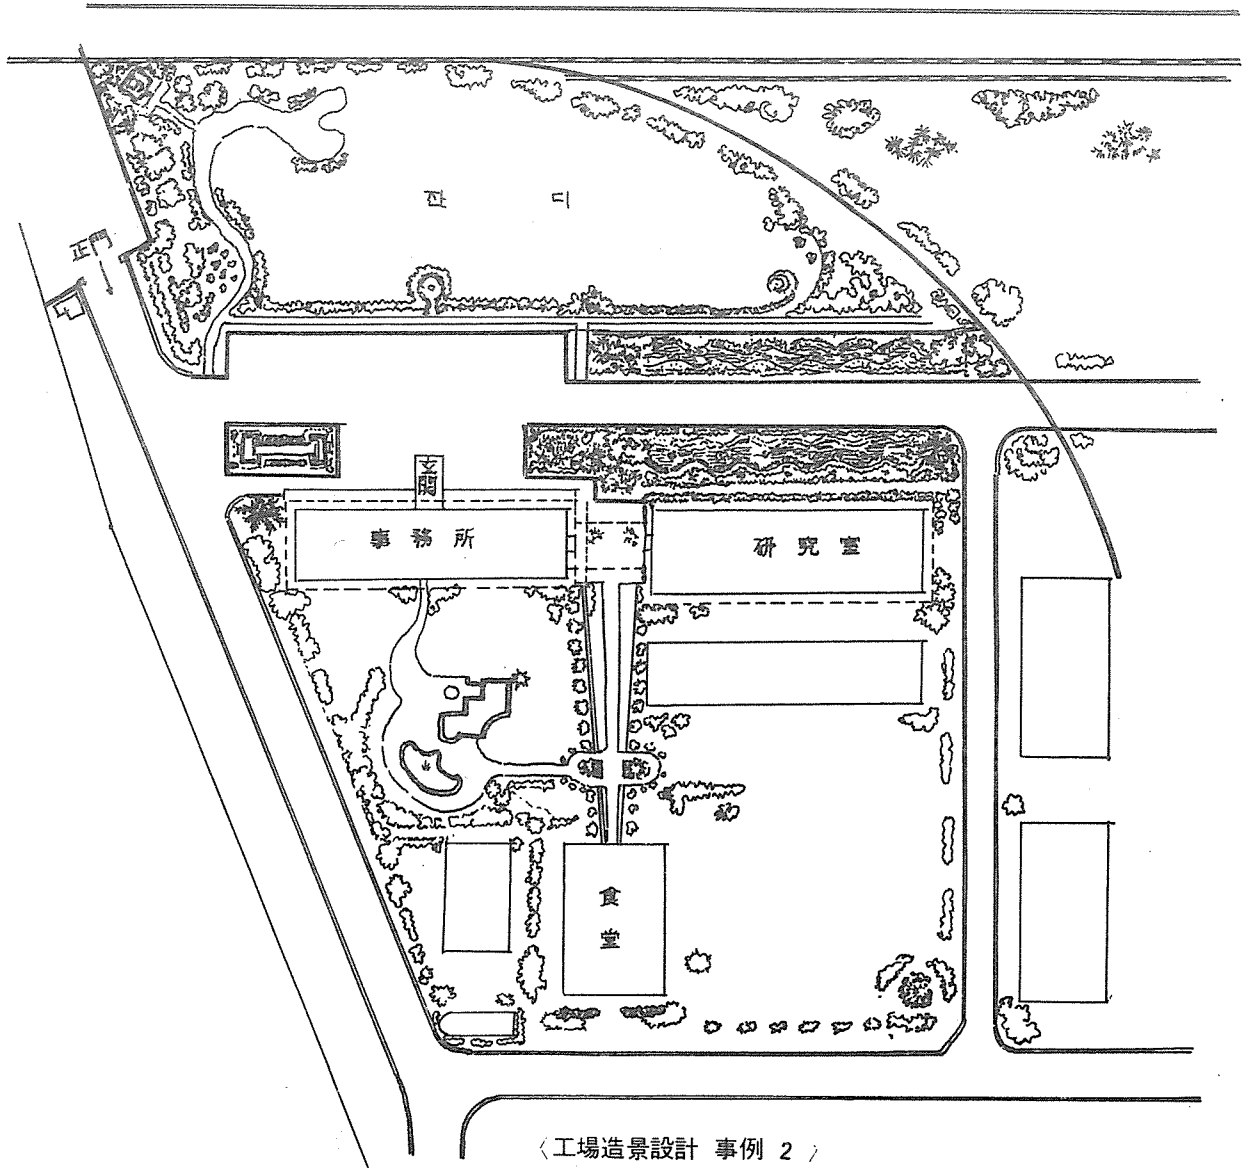 잔 디
正門
玄關
事務所
研究室
食堂
〈工場造景設計 事例 2〉